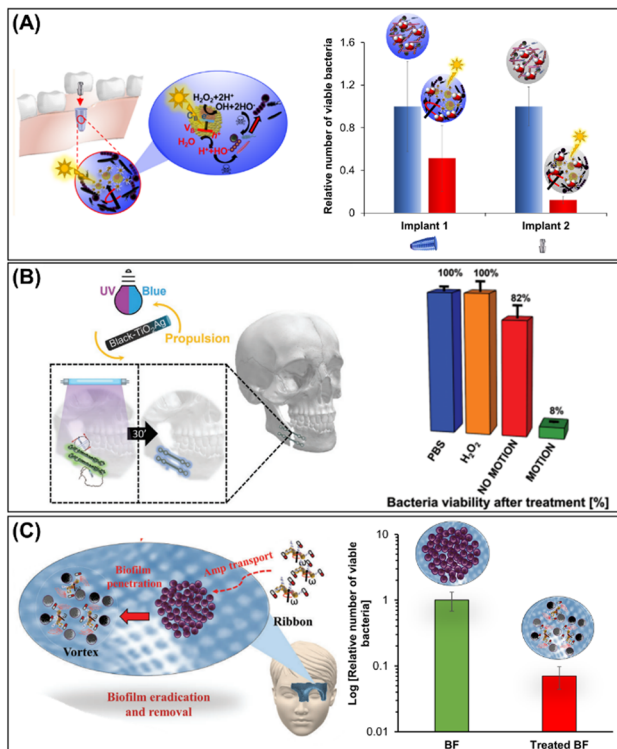 (A)
H₂O₂+2H⁺
OH+2HO⁻
H₂O
H⁺+HO
Relative number of viable bacteria
1.6
1.2
0.8
0.4
0
Implant 1
Implant 2
(B)
UV
Blue
Black-TiO₂Ag
Propulsion
30'
100%
100%
82%
8%
PBS
H₂O₂
NO MOTION
MOTION
Bacteria viability after treatment [%]
(C)
Biofilm
penetration
Amp transport
Vortex
Ribbon
Biofilm eradication
and removal
Log [Relative number of viable
bacteria]
10
1
0.1
0.01
BF
Treated BF